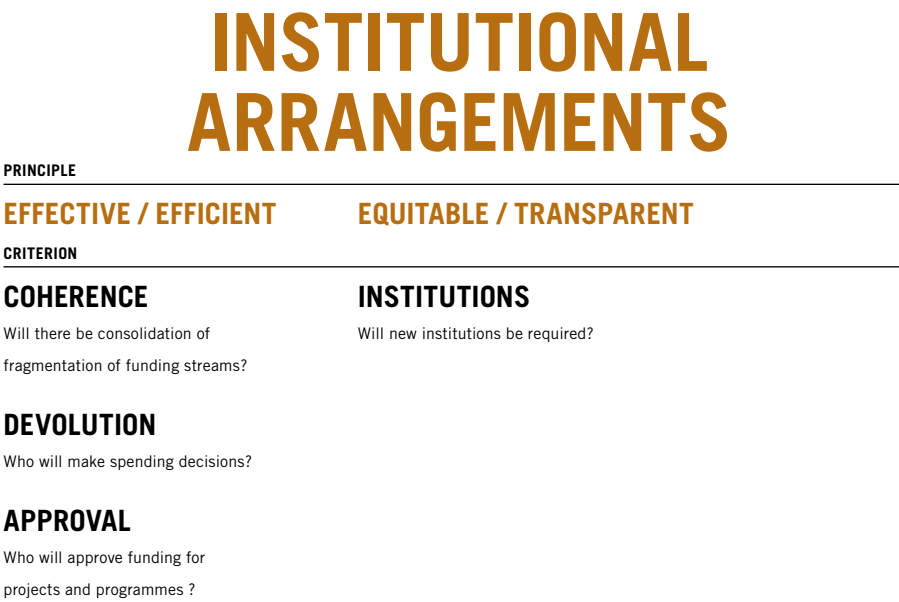 INSTITUTIONAL
ARRANGEMENTS
PRINCIPLE
EFFECTIVE / EFFICIENT
EQUITABLE / TRANSPARENT
CRITERION
COHERENCE
Will there be consolidation of
fragmentation of funding streams?
DEVOLUTION
Who will make spending decisions?
APPROVAL
Who will approve funding for
projects and programmes ?
INSTITUTIONS
Will new institutions be required?